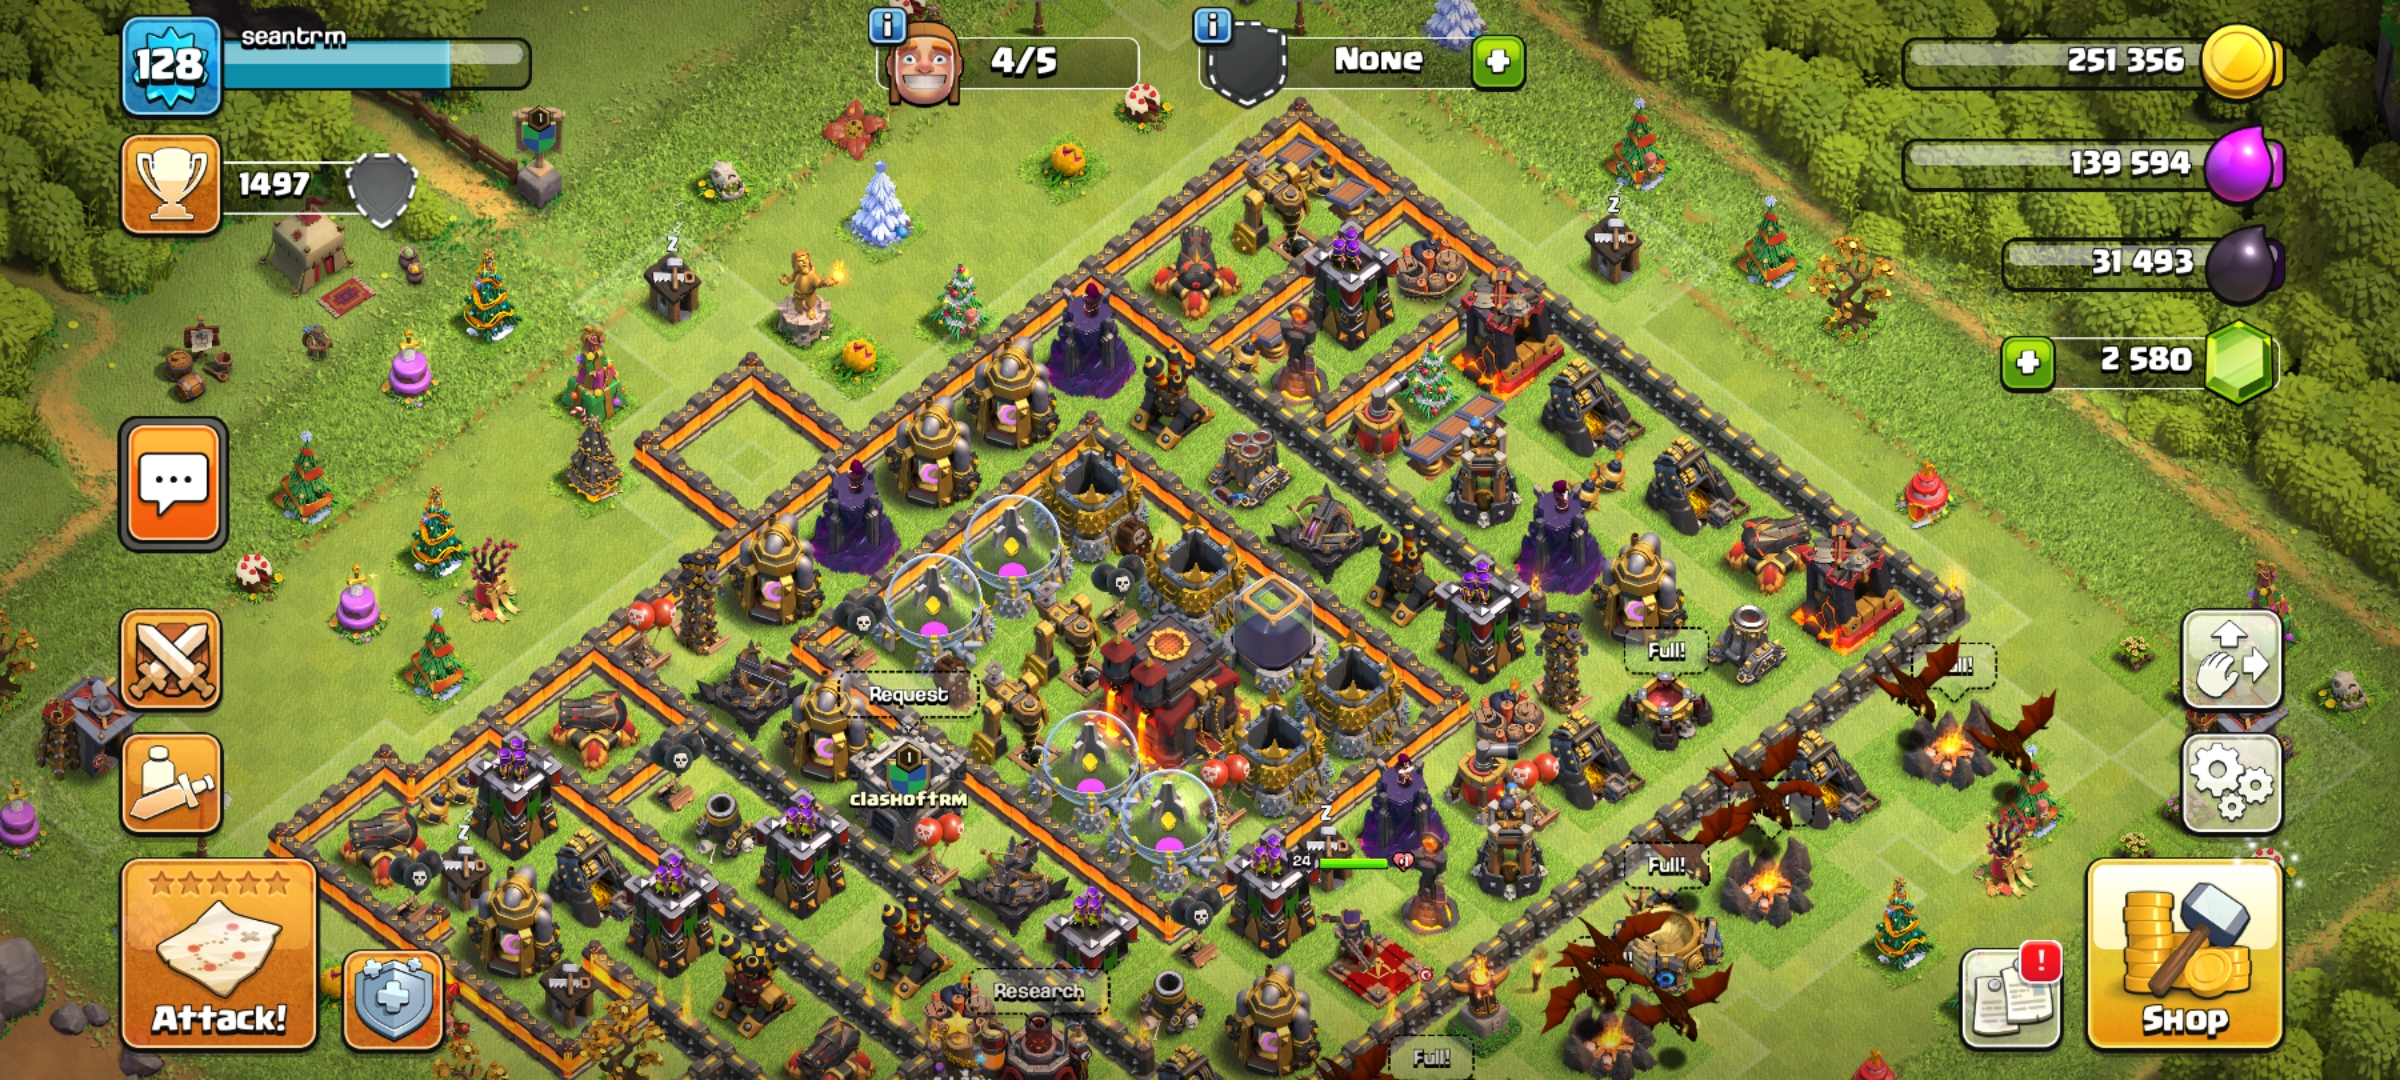 seantrm
128
4/5
None
251 356
1497
139 594
31 493
2 580
z
z
Full!
Request
clashoftRM
z
z
24
Full!
Research
Full!
Attack!
Shop
!